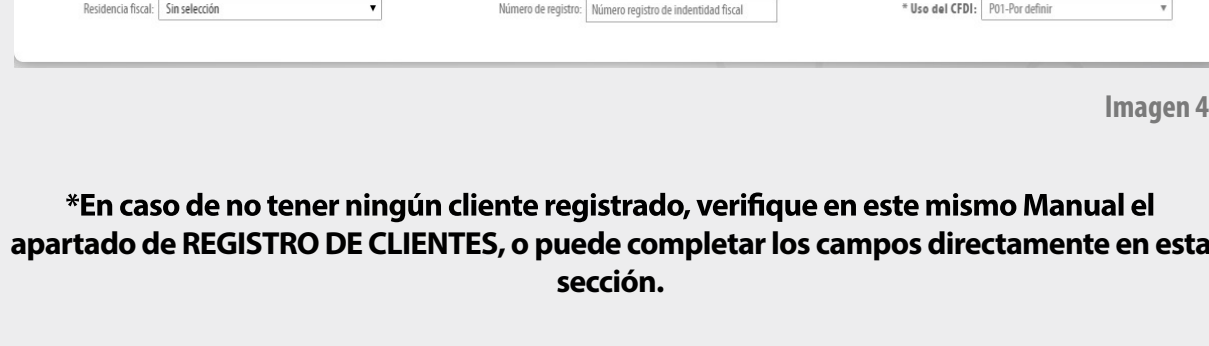 Residencia fiscal: Sin selección Número de registro: Número registro de indentidad fiscal * Uso del CFDI: P01-Por definir
Imagen 4
*En caso de no tener ningún cliente registrado, verifique en este mismo Manual el
apartado de REGISTRO DE CLIENTES, o puede completar los campos directamente en esta
sección.